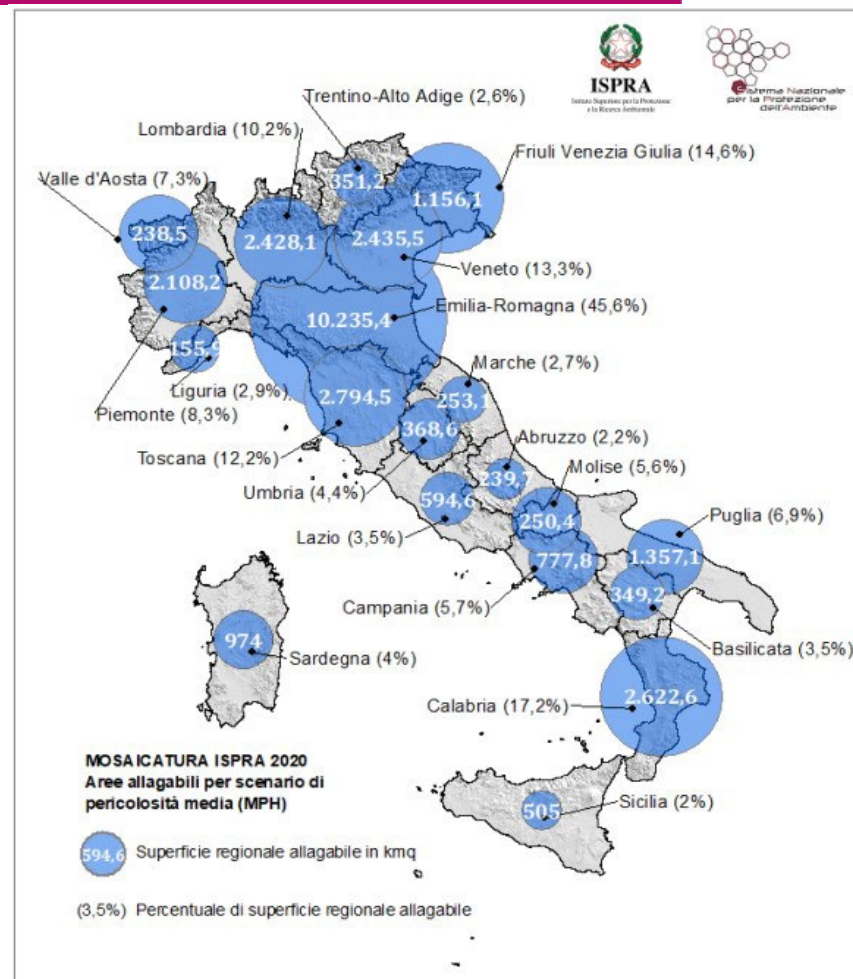 ISPRA
Istituto Superiore per la Protezione
e la Ricerca Ambientale
Sistema Nazionale
per la Protezione
dell'Ambiente
Trentino-Alto Adige (2,6%)
Lombardia (10,2%)
Friuli Venezia Giulia (14,6%)
Valle d'Aosta (7,3%)
351,2
1.156,1
238,5
2.428,1
2.435,5
Veneto (13,3%)
2.108,2
Emilia-Romagna (45,6%)
10.235,4
155,9
Marche (2,7%)
Liguria (2,9%)
2.794,5
253,1
Piemonte (8,3%)
368,6
Abruzzo (2,2%)
Toscana (12,2%)
239,7
Molise (5,6%)
Umbria (4,4%)
594,6
250,4
Puglia (6,9%)
Lazio (3,5%)
777,8
1.357,1
349,2
Campania (5,7%)
Basilicata (3,5%)
974
Sardegna (4%)
2.622,6
Calabria (17,2%)
MOSAICATURA ISPRA 2020
Aree allagabili per scenario di
pericolosità media (MPH)
505
Sicilia (2%)
594,6 Superficie regionale allagabile in kmq
(3,5%) Percentuale di superficie regionale allagabile